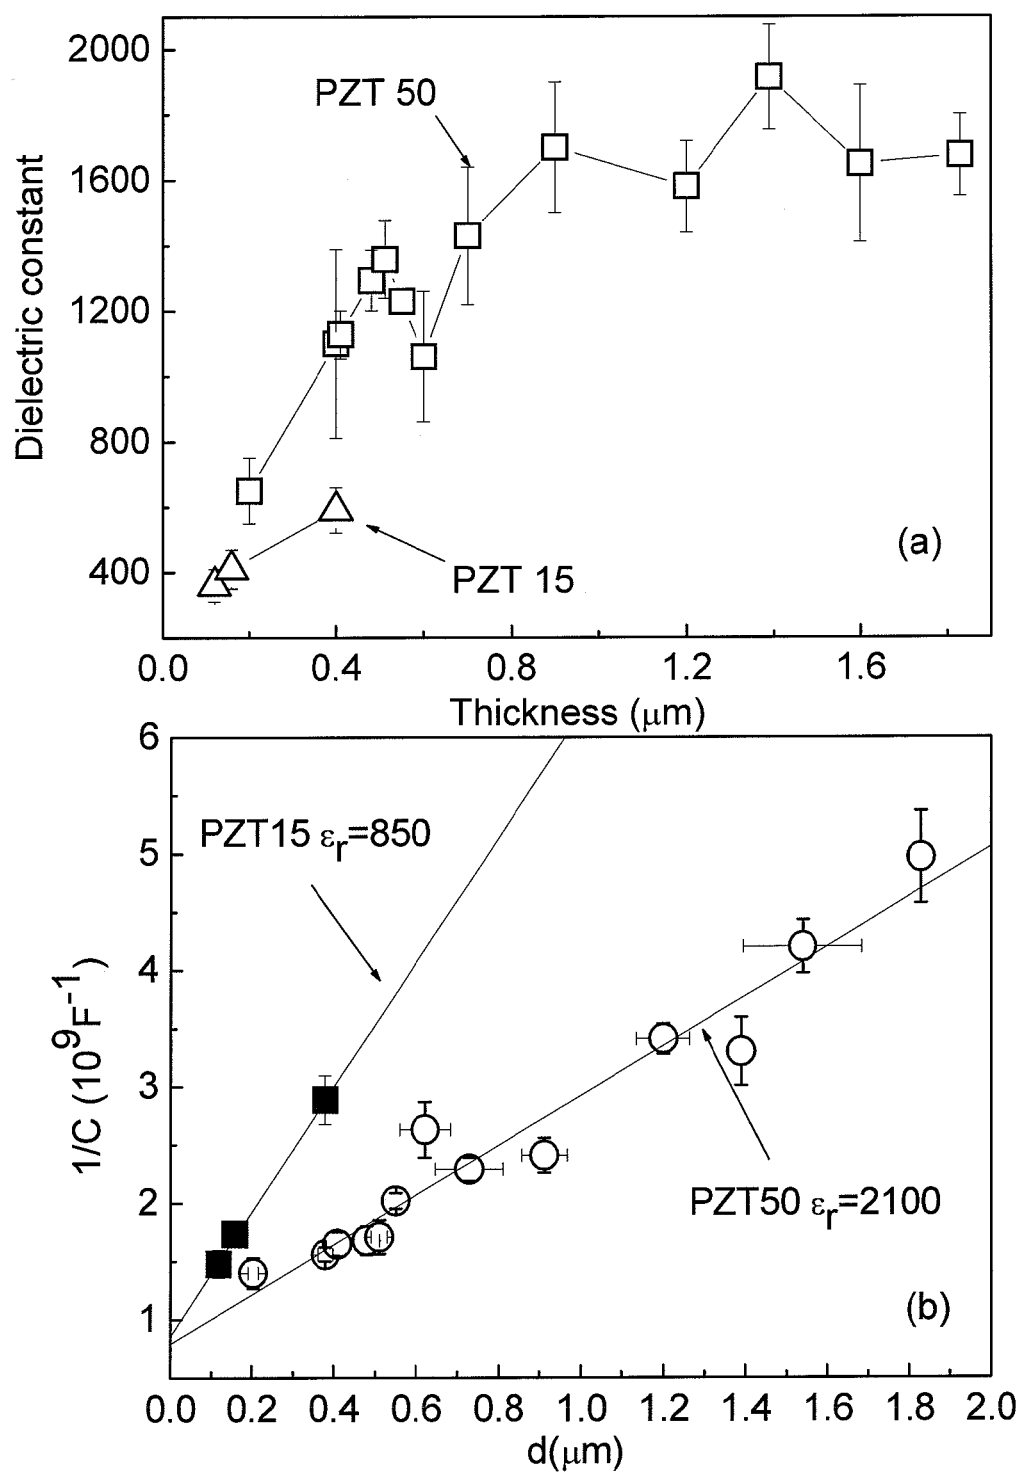 2000
PZT 50
1600
1200
800
400
Dielectric constant
(a)
PZT 15
0.0 0.4 0.8 1.2 1.6
Thickness (μm)
6
PZT15 εr=850
5
4
3
2
1
1/C (10⁹F⁻¹)
PZT50 εr=2100
(b)
0.0 0.2 0.4 0.6 0.8 1.0 1.2 1.4 1.6 1.8 2.0
d(μm)